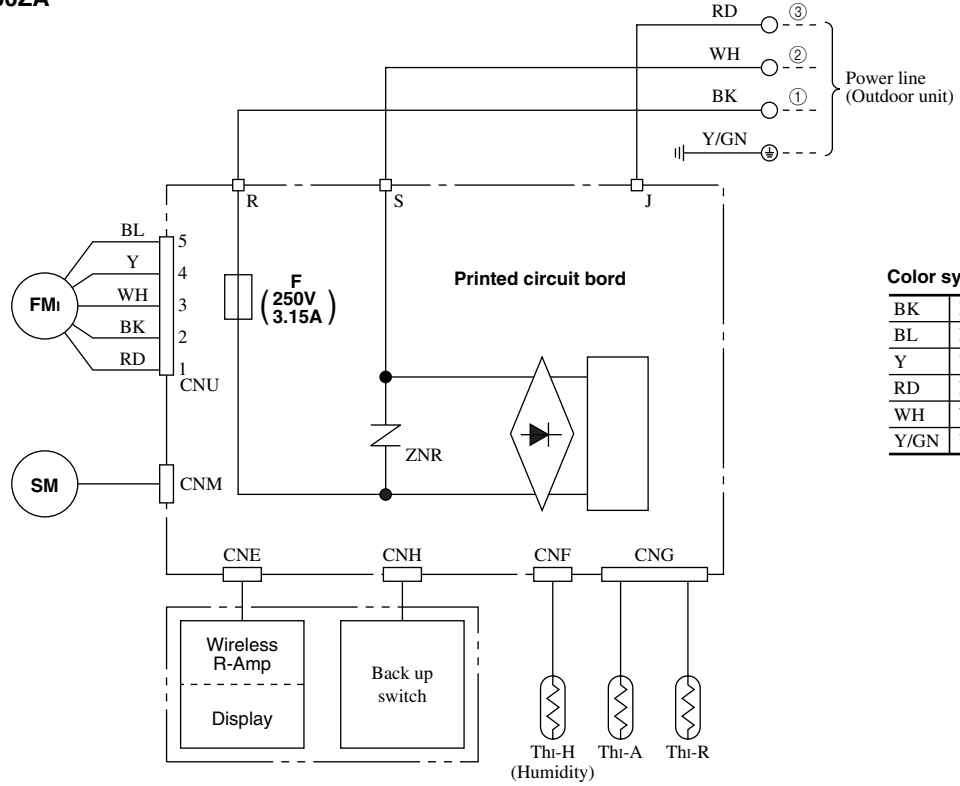 RD ③
WH ②
BK ①
Y/GN
Power line
(Outdoor unit)
R
S
J
BL
Y
WH
BK
RD
5
4
3
2
1
FMI
CNU
F
250V
3.15A
Printed circuit bord
ZNR
SM
CNM
CNE
CNH
CNF
CNG
Wireless
R-Amp
Display
Back up
switch
ThI-H
(Humidity)
ThI-A
ThI-R
Color sy
BK
BL
Y
RD
WH
Y/GN